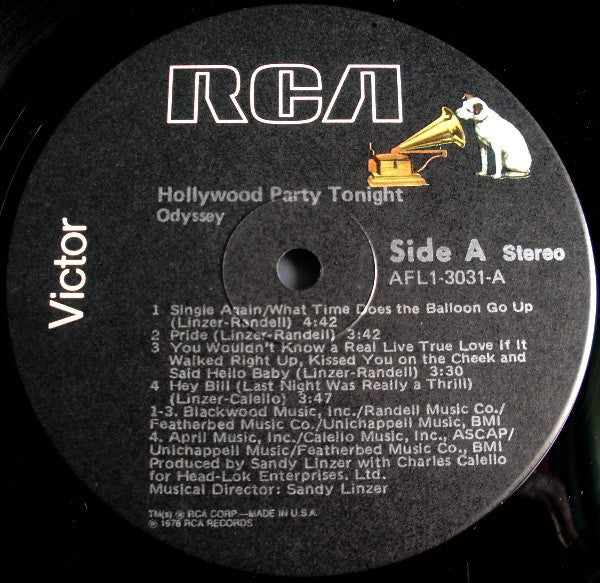 RCA
Victor
Hollywood Party Tonight
Odyssey
Side A Stereo
AFL1-3031-A
1 Single Again/What Time Does the Balloon Go Up
(Linzer-Randell) 4:42
2 Pride (Linzer-Randell) 3:42
3 You Wouldn't Know a Real Live True Love If It
Walked Right Up, Kissed You on the Cheek and
Said Hello Baby (Linzer-Randell) 3:30
4 Hey Bill (Last Night Was Really a Thrill)
(Linzer-Calello) 3:47
1-3. Blackwood Music, Inc./Randell Music Co./
Featherbed Music Co./Unichappell Music, BMI
4. April Music, Inc./Calello Music, Inc., ASCAP/
Unichappell Music/Featherbed Music Co., BMI
Produced by Sandy Linzer with Charles Calello
for Head-Lok Enterprises, Ltd.
Musical Director: Sandy Linzer
TM(s) ® RCA CORP.—MADE IN U.S.A.
℗ 1978 RCA RECORDS